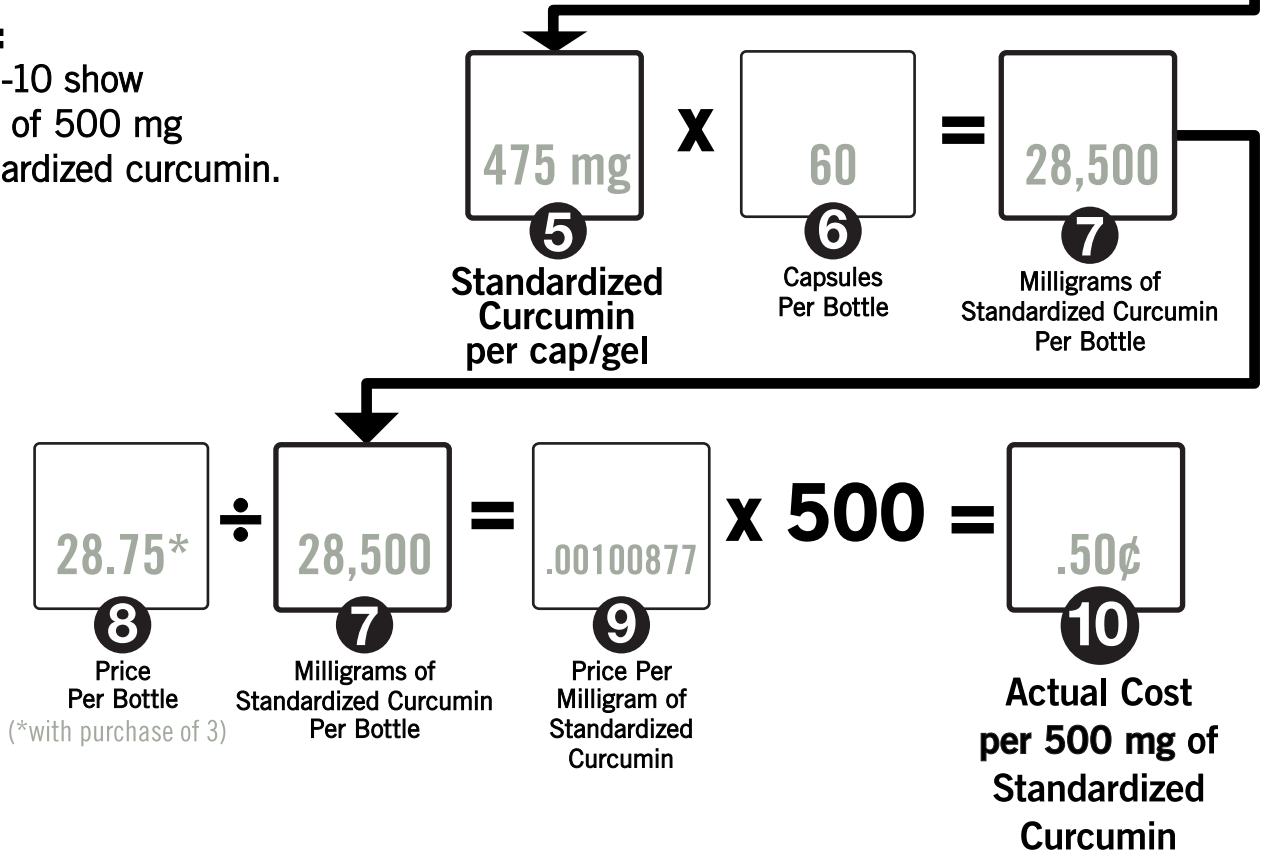 :
-10 show
of 500 mg
ardized curcumin.
475 mg x 60 = 28,500
5 6 7
Standardized
Curcumin
per cap/gel
Capsules
Per Bottle
Milligrams of
Standardized Curcumin
Per Bottle
28.75* ÷ 28,500 = .00100877 x 500 = .50¢
8 7 9 10
Price
Per Bottle
(*with purchase of 3)
Milligrams of
Standardized Curcumin
Per Bottle
Price Per
Milligram of
Standardized
Curcumin
Actual Cost
per 500 mg of
Standardized
Curcumin